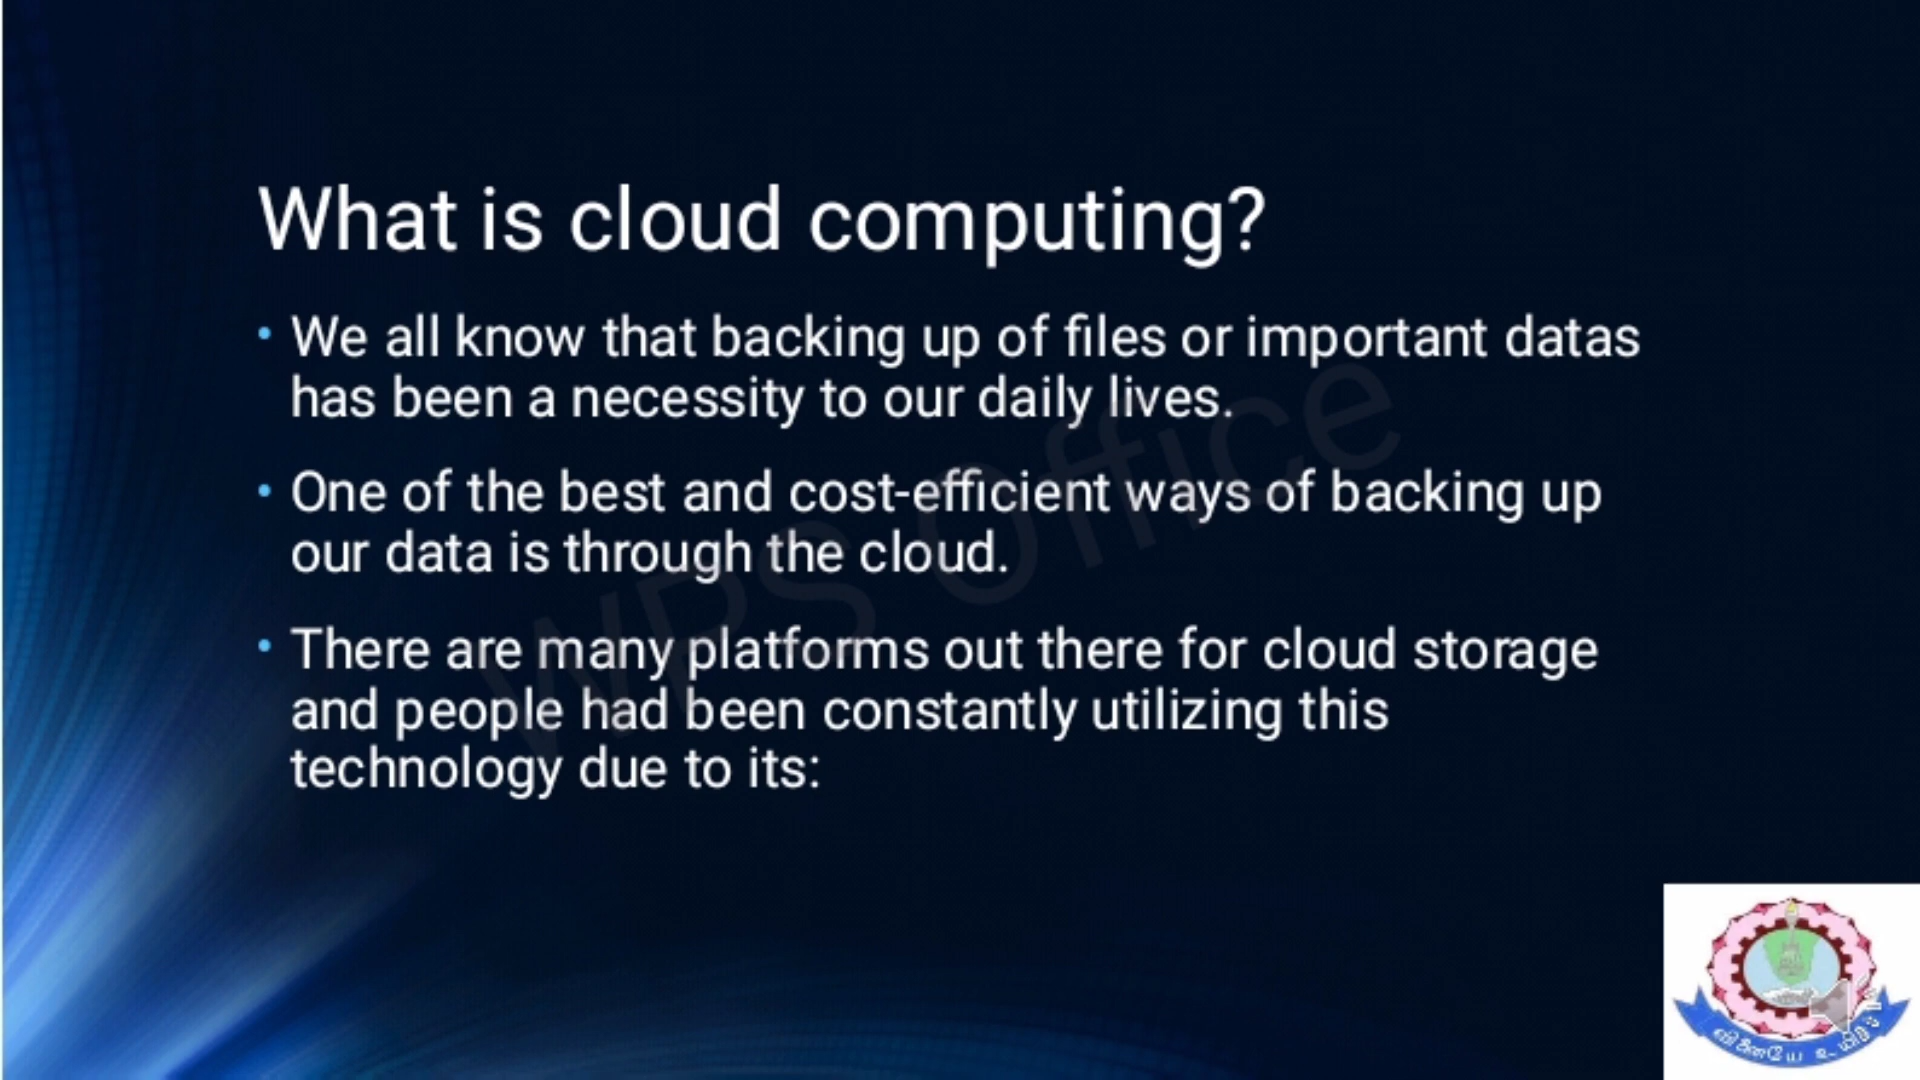 What is cloud computing?
• We all know that backing up of files or important datas
has been a necessity to our daily lives.
• One of the best and cost-efficient ways of backing up
our data is through the cloud.
• There are many platforms out there for cloud storage
and people had been constantly utilizing this
technology due to its:
WPS Office
வினையே உயிர்